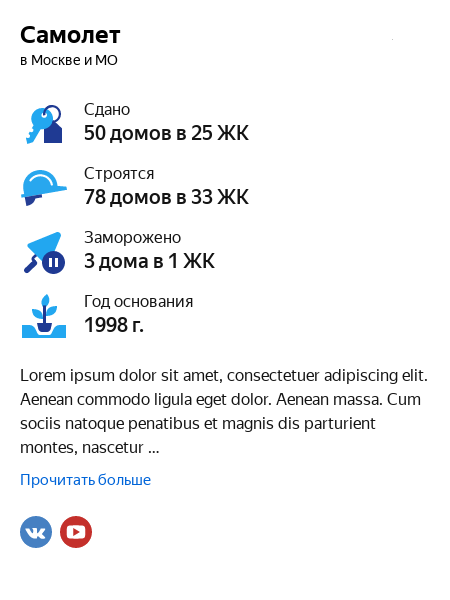 Самолет
в Москве и МО
Сдано
50 домов в 25 ЖК
Строятся
78 домов в 33 ЖК
Заморожено
3 дома в 1 ЖК
Год основания
1998 г.
Lorem ipsum dolor sit amet, consectetuer adipiscing elit.
Aenean commodo ligula eget dolor. Aenean massa. Cum
sociis natoque penatibus et magnis dis parturient
montes, nascetur ...
Прочитать больше